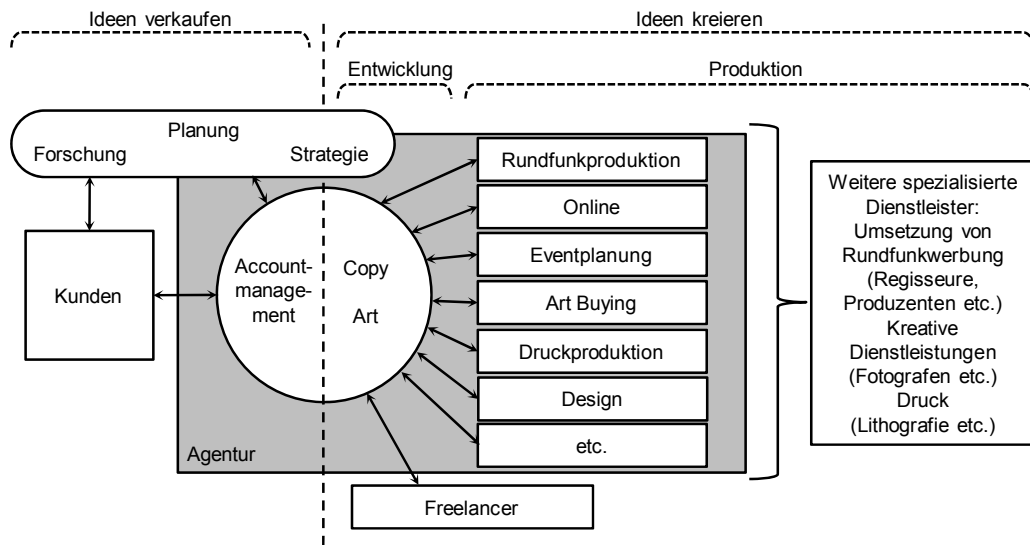 Ideen verkaufen
Ideen kreieren
Entwicklung
Produktion
Planung
Forschung
Strategie
Kunden
Account-
manage-
ment
Copy
Art
Agentur
Rundfunkproduktion
Online
Eventplanung
Art Buying
Druckproduktion
Design
etc.
Freelancer
Weitere spezialisierte
Dienstleister:
Umsetzung von
Rundfunkwerbung
(Regisseure,
Produzenten etc.)
Kreative
Dienstleistungen
(Fotografen etc.)
Druck
(Lithografie etc.)